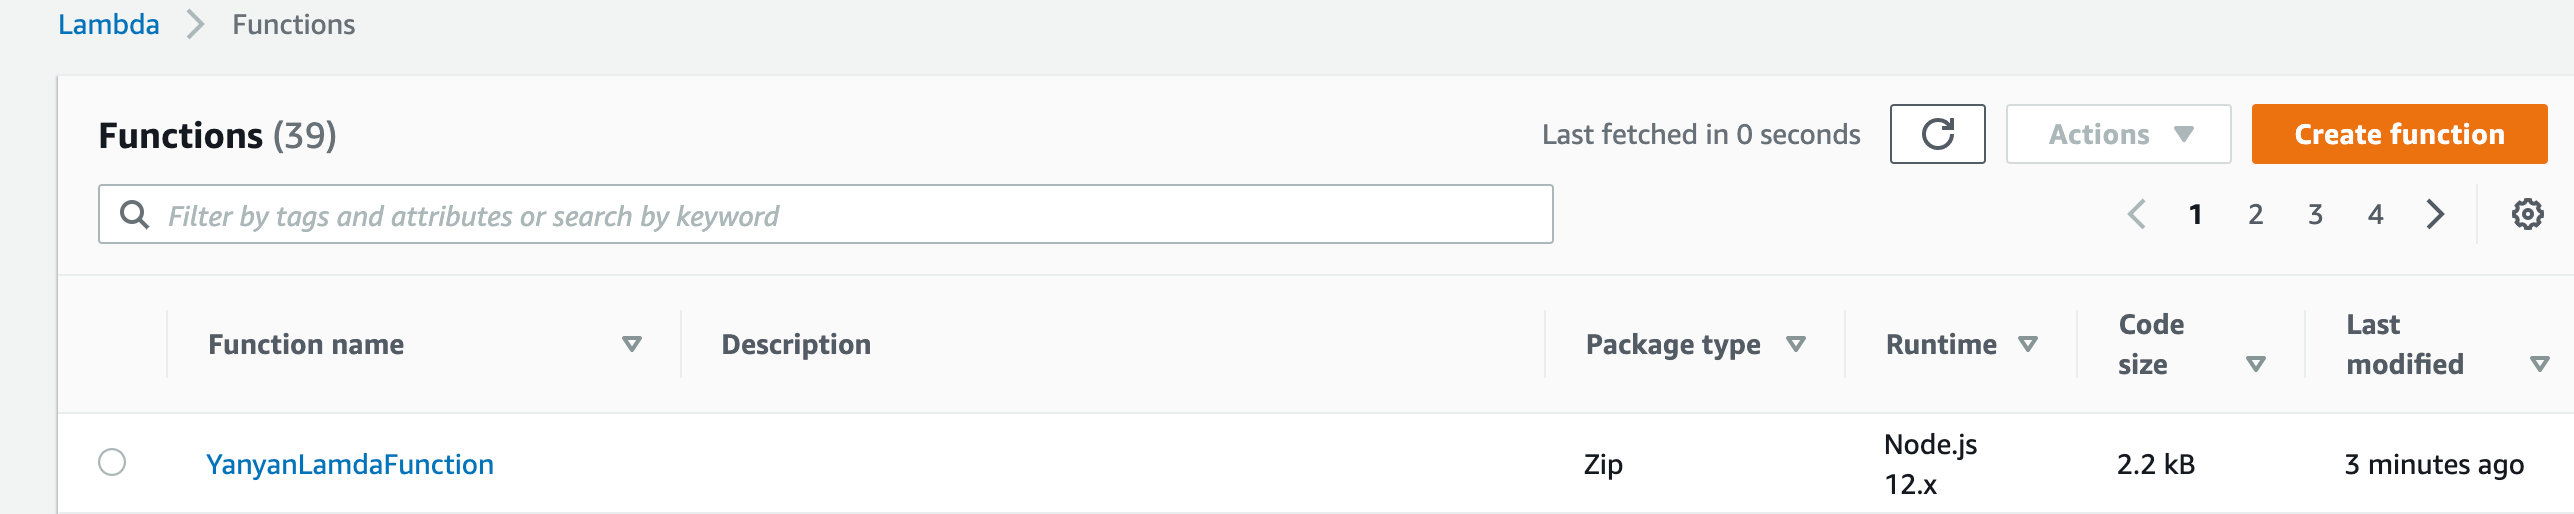 Lambda > Functions
Functions (39)
Last fetched in 0 seconds
Actions
Create function
Filter by tags and attributes or search by keyword
1 2 3 4
Function name
Description
Package type
Runtime
Code
size
Last
modified
YanyanLamdaFunction
Zip
Node.js
12.x
2.2 kB
3 minutes ago